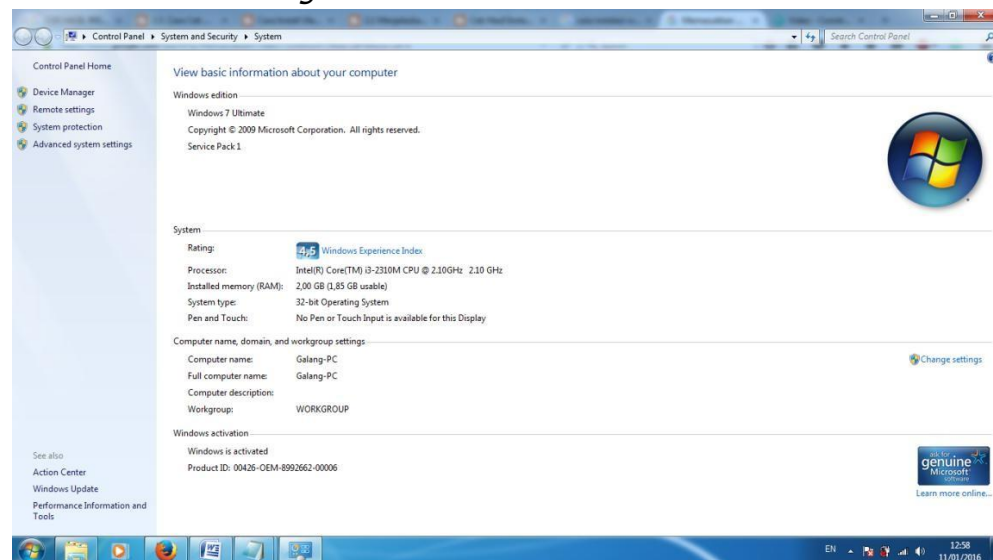 Control Panel ▸ System and Security ▸ System
Search Control Panel
Control Panel Home
Device Manager
Remote settings
System protection
Advanced system settings
View basic information about your computer
Windows edition
Windows 7 Ultimate
Copyright © 2009 Microsoft Corporation. All rights reserved.
Service Pack 1
System
Rating:
4,5 Windows Experience Index
Processor: Intel(R) Core(TM) i3-2310M CPU @ 2.10GHz 2.10 GHz
Installed memory (RAM): 2,00 GB (1,85 GB usable)
System type: 32-bit Operating System
Pen and Touch: No Pen or Touch Input is available for this Display
Computer name, domain, and workgroup settings
Computer name: Galang-PC
Change settings
Full computer name: Galang-PC
Computer description:
Workgroup: WORKGROUP
Windows activation
Windows is activated
Product ID: 00426-OEM-8992662-00006
ask for
genuine
Microsoft
software
Learn more online...
See also
Action Center
Windows Update
Performance Information and
Tools
EN
12:58
11/01/2016